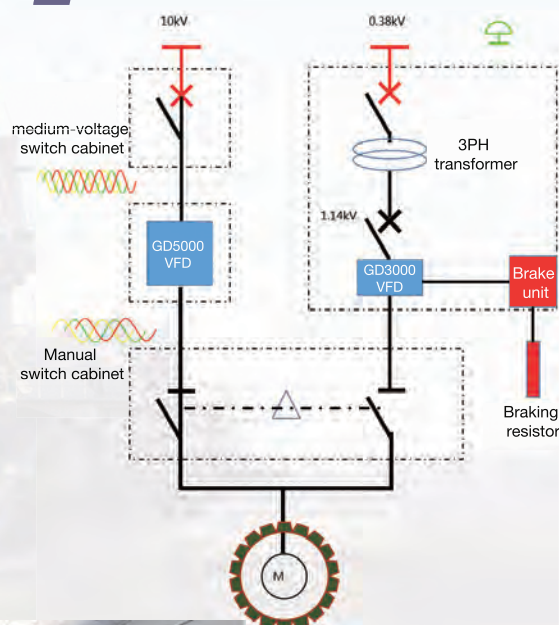 10kV
0.38kV
medium-voltage
switch cabinet
3PH
transformer
1.14kV
GD5000
VFD
GD3000
VFD
Brake
unit
Manual
switch cabinet
Braking
resistor
M